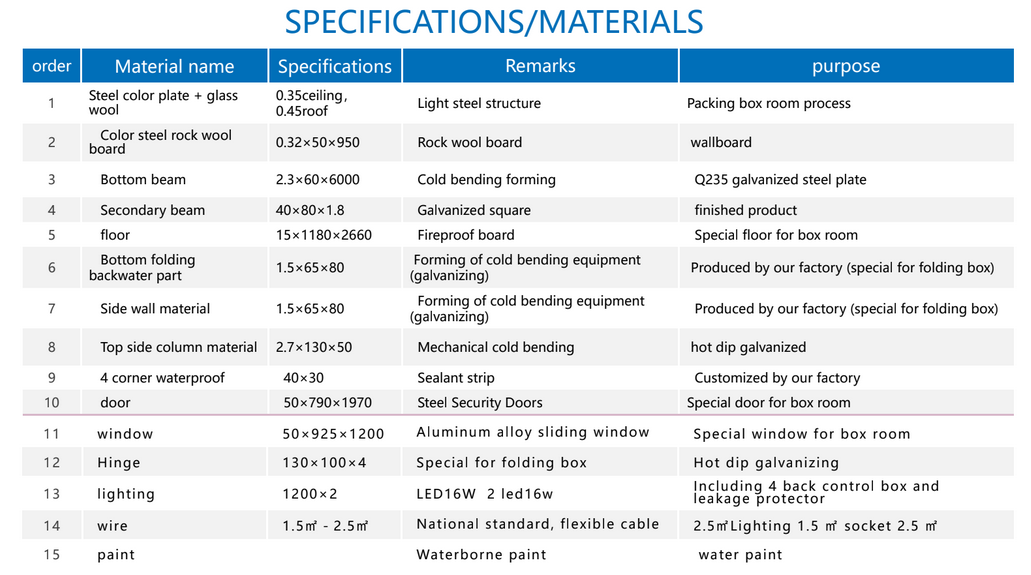 SPECIFICATIONS/MATERIALS
order Material name Specifications Remarks purpose
1 Steel color plate + glass wool 0.35ceiling, 0.45roof Light steel structure Packing box room process
2 Color steel rock wool board 0.32×50×950 Rock wool board wallboard
3 Bottom beam 2.3×60×6000 Cold bending forming Q235 galvanized steel plate
4 Secondary beam 40×80×1.8 Galvanized square finished product
5 floor 15×1180×2660 Fireproof board Special floor for box room
6 Bottom folding backwater part 1.5×65×80 Forming of cold bending equipment (galvanizing) Produced by our factory (special for folding box)
7 Side wall material 1.5×65×80 Forming of cold bending equipment (galvanizing) Produced by our factory (special for folding box)
8 Top side column material 2.7×130×50 Mechanical cold bending hot dip galvanized
9 4 corner waterproof 40×30 Sealant strip Customized by our factory
10 door 50×790×1970 Steel Security Doors Special door for box room
11 window 50×925×1200 Aluminum alloy sliding window Special window for box room
12 Hinge 130×100×4 Special for folding box Hot dip galvanizing
13 lighting 1200×2 LED16W 2 led16w Including 4 back control box and leakage protector
14 wire 1.5㎡ - 2.5㎡ National standard, flexible cable 2.5㎡Lighting 1.5 ㎡ socket 2.5 ㎡
15 paint Waterborne paint water paint